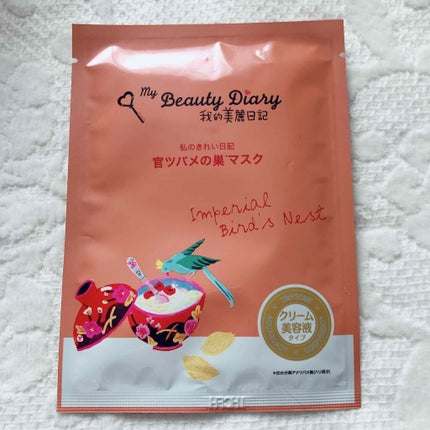 My Beauty Diary
我的美麗日記
私のきれい日記
官ツバメの巣*マスク
Imperial
Bird's Nest
クリーム
美容液
タイプ